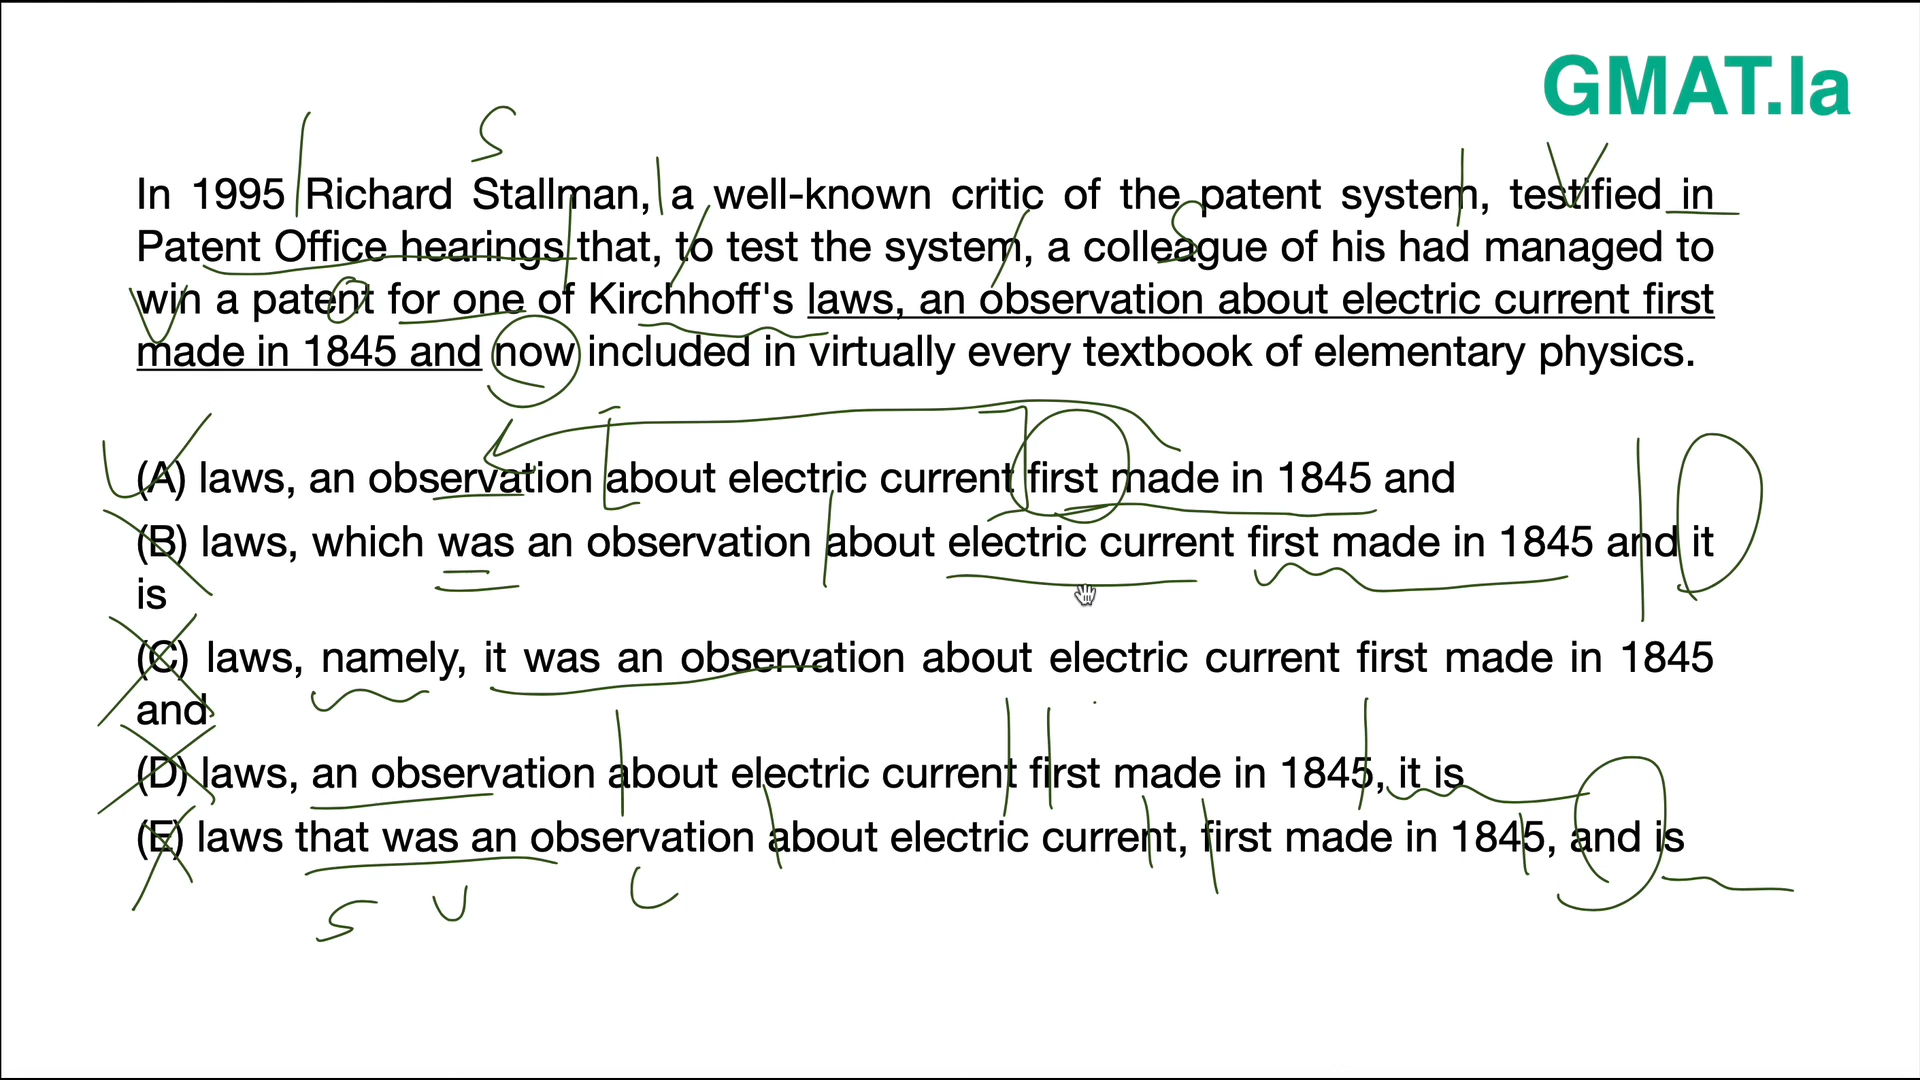 GMAT.la
S
V
In 1995 Richard Stallman, a well-known critic of the patent system, testified in
S
Patent Office hearings that, to test the system, a colleague of his had managed to
V
O
win a patent for one of Kirchhoff's laws, an observation about electric current first
made in 1845 and now included in virtually every textbook of elementary physics.
(A) laws, an observation about electric current first made in 1845 and
(B) laws, which was an observation about electric current first made in 1845 and it
is
(C) laws, namely, it was an observation about electric current first made in 1845
and
(D) laws, an observation about electric current first made in 1845, it is
(E) laws that was an observation about electric current, first made in 1845, and is
S V C